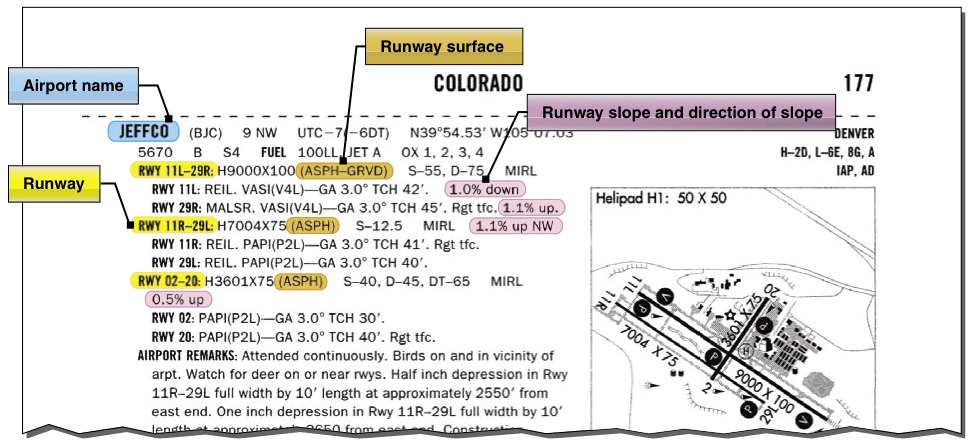 Runway surface
Airport name
COLORADO 177
Runway slope and direction of slope
JEFFCO (BJC) 9 NW UTC–7(–6DT) N39°54.53′ W105°07.03′
DENVER
5670 B S4 FUEL 100LL, JET A OX 1, 2, 3, 4
H–2D, L–6E, 8G, A
Runway
RWY 11L–29R: H9000X100 (ASPH–GRVD) S–55, D–75 MIRL
IAP, AD
RWY 11L: REIL. VASI(V4L)—GA 3.0° TCH 42′. 1.0% down
RWY 29R: MALSR. VASI(V4L)—GA 3.0° TCH 45′. Rgt tfc. 1.1% up.
RWY 11R–29L: H7004X75 (ASPH) S–12.5 MIRL 1.1% up NW
RWY 11R: REIL. PAPI(P2L)—GA 3.0° TCH 41′. Rgt tfc.
RWY 29L: REIL. PAPI(P2L)—GA 3.0° TCH 40′.
RWY 02–20: H3601X75 (ASPH) S–40, D–45, DT–65 MIRL
0.5% up
RWY 02: PAPI(P2L)—GA 3.0° TCH 30′.
RWY 20: PAPI(P2L)—GA 3.0° TCH 40′. Rgt tfc.
AIRPORT REMARKS: Attended continuously. Birds on and in vicinity of
arpt. Watch for deer on or near rwys. Half inch depression in Rwy
11R–29L full width by 10′ length at approximately 2550′ from
east end. One inch depression in Rwy 11R–29L full width by 10′
length at approximately 2650 from east end. Construction
Helipad H1: 50 X 50
11L
11R
20
V
P
3601 X 75
P
7004 X 75
P
H
9000 X 100
2
P
29L
V